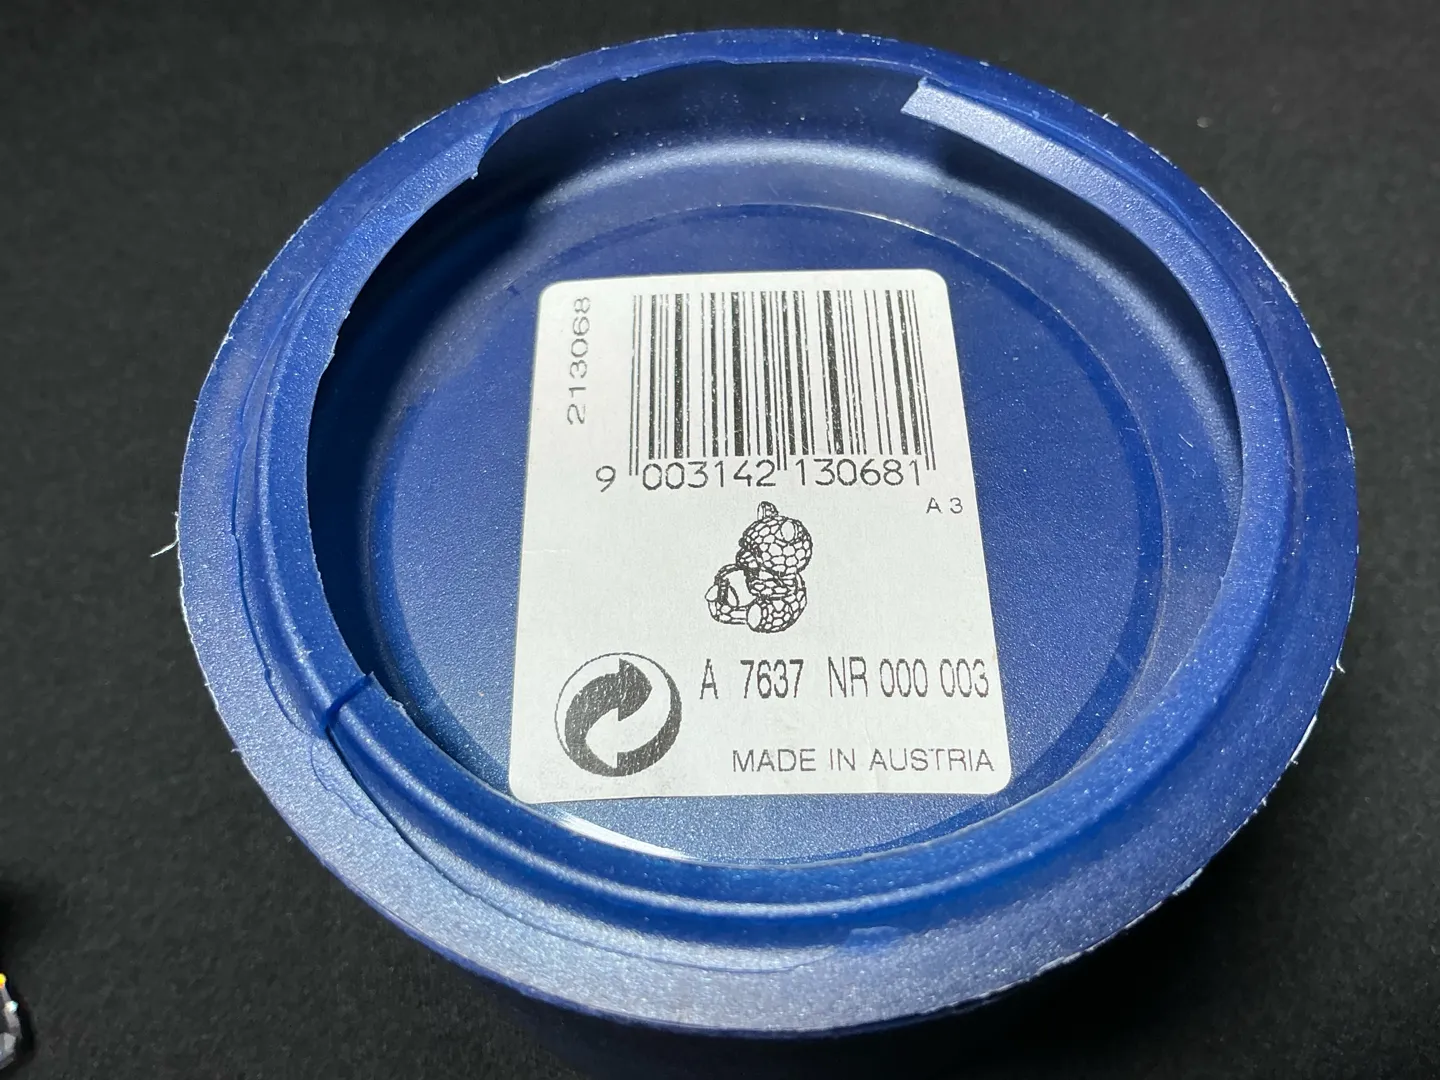 213068
9 003142 130681
A 3
A 7637 NR 000 003
MADE IN AUSTRIA